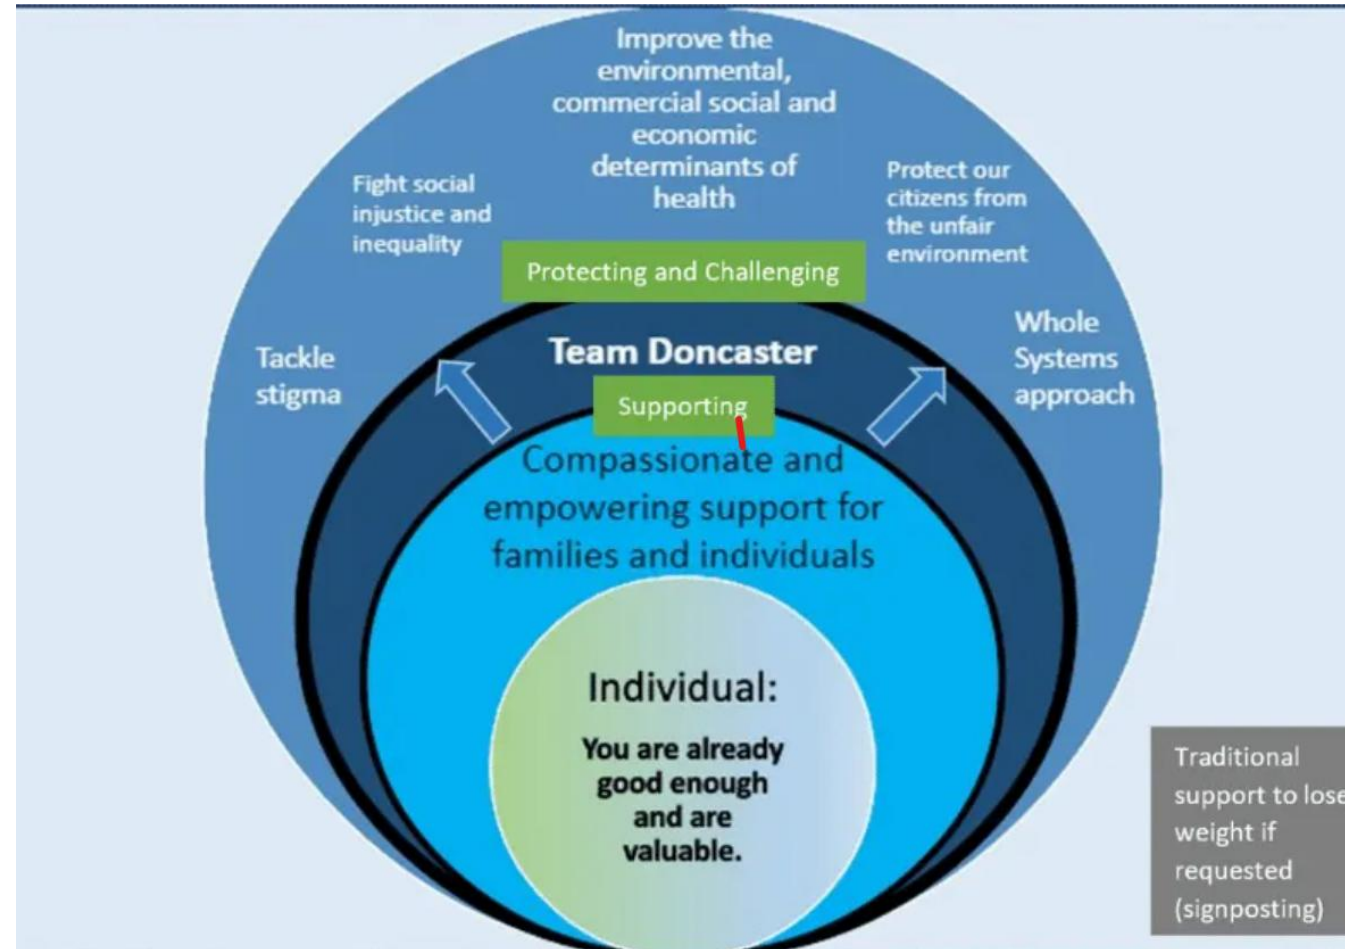 Improve the
environmental,
commercial social and
economic
determinants of
health
Fight social
injustice and
inequality
Protect our
citizens from
the unfair
environment
Protecting and Challenging
Tackle
stigma
Team Doncaster
Whole
Systems
approach
Supporting
Compassionate and
empowering support for
families and individuals
Individual:
You are already
good enough
and are
valuable.
Traditional
support to lose
weight if
requested
(signposting)